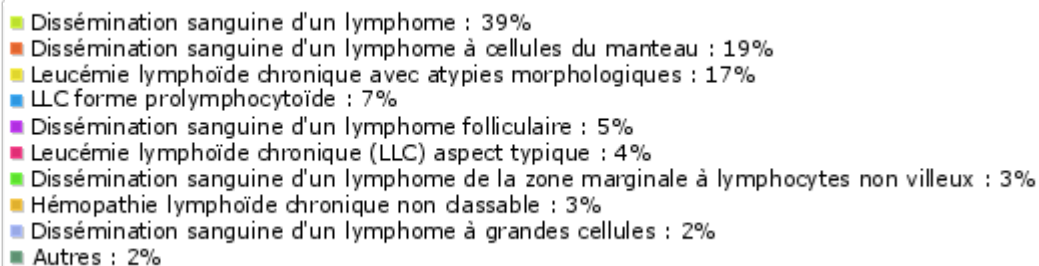 Dissémination sanguine d'un lymphome : 39%
Dissémination sanguine d'un lymphome à cellules du manteau : 19%
Leucémie lymphoïde chronique avec atypies morphologiques : 17%
LLC forme prolymphocytoïde : 7%
Dissémination sanguine d'un lymphome folliculaire : 5%
Leucémie lymphoïde chronique (LLC) aspect typique : 4%
Dissémination sanguine d'un lymphome de la zone marginale à lymphocytes non villeux : 3%
Hémopathie lymphoïde chronique non classable : 3%
Dissémination sanguine d'un lymphome à grandes cellules : 2%
Autres : 2%